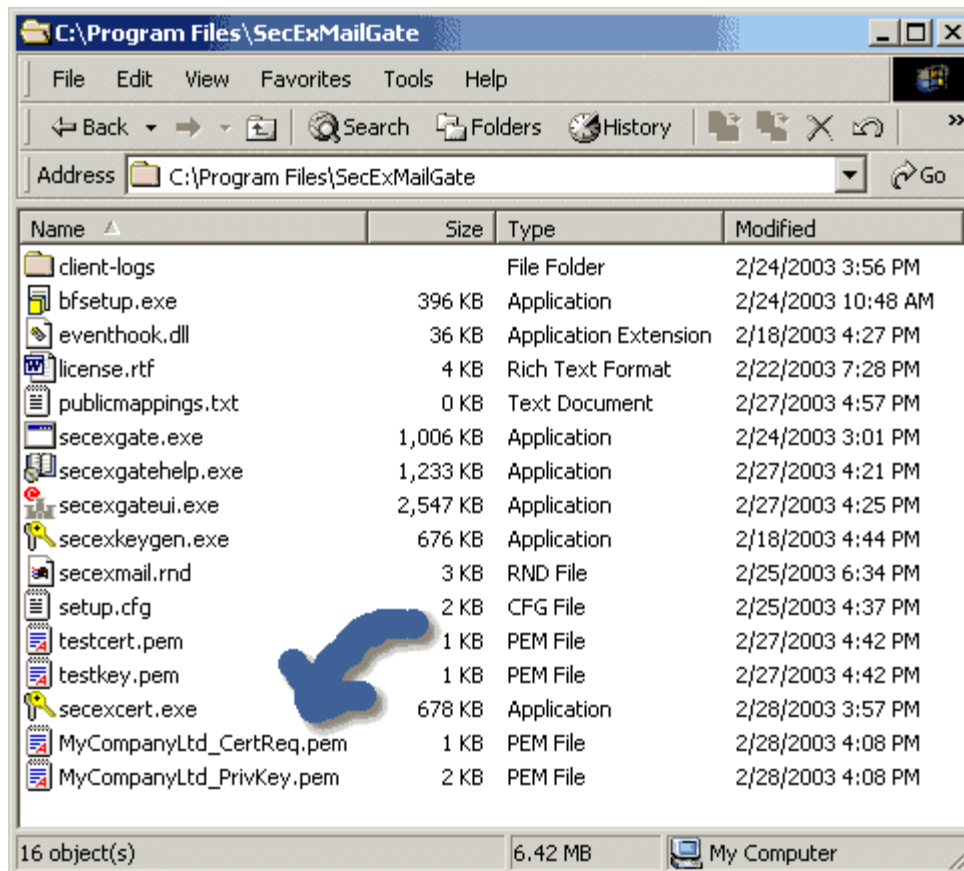 C:\Program Files\SecExMailGate
File Edit View Favorites Tools Help
Back Search Folders History »
Address C:\Program Files\SecExMailGate Go
Name Size Type Modified
client-logs File Folder 2/24/2003 3:56 PM
bfsetup.exe 396 KB Application 2/24/2003 10:48 AM
eventhook.dll 36 KB Application Extension 2/18/2003 4:27 PM
license.rtf 4 KB Rich Text Format 2/22/2003 7:28 PM
publicmappings.txt 0 KB Text Document 2/27/2003 4:57 PM
secexgate.exe 1,006 KB Application 2/24/2003 3:01 PM
secexgatehelp.exe 1,233 KB Application 2/27/2003 4:21 PM
secexgateui.exe 2,547 KB Application 2/27/2003 4:25 PM
secexkeygen.exe 676 KB Application 2/18/2003 4:44 PM
secexmail.rnd 3 KB RND File 2/25/2003 6:34 PM
setup.cfg 2 KB CFG File 2/25/2003 4:37 PM
testcert.pem 1 KB PEM File 2/27/2003 4:42 PM
testkey.pem 1 KB PEM File 2/27/2003 4:42 PM
secexcert.exe 678 KB Application 2/28/2003 3:57 PM
MyCompanyLtd_CertReq.pem 1 KB PEM File 2/28/2003 4:08 PM
MyCompanyLtd_PrivKey.pem 2 KB PEM File 2/28/2003 4:08 PM
16 object(s) 6.42 MB My Computer